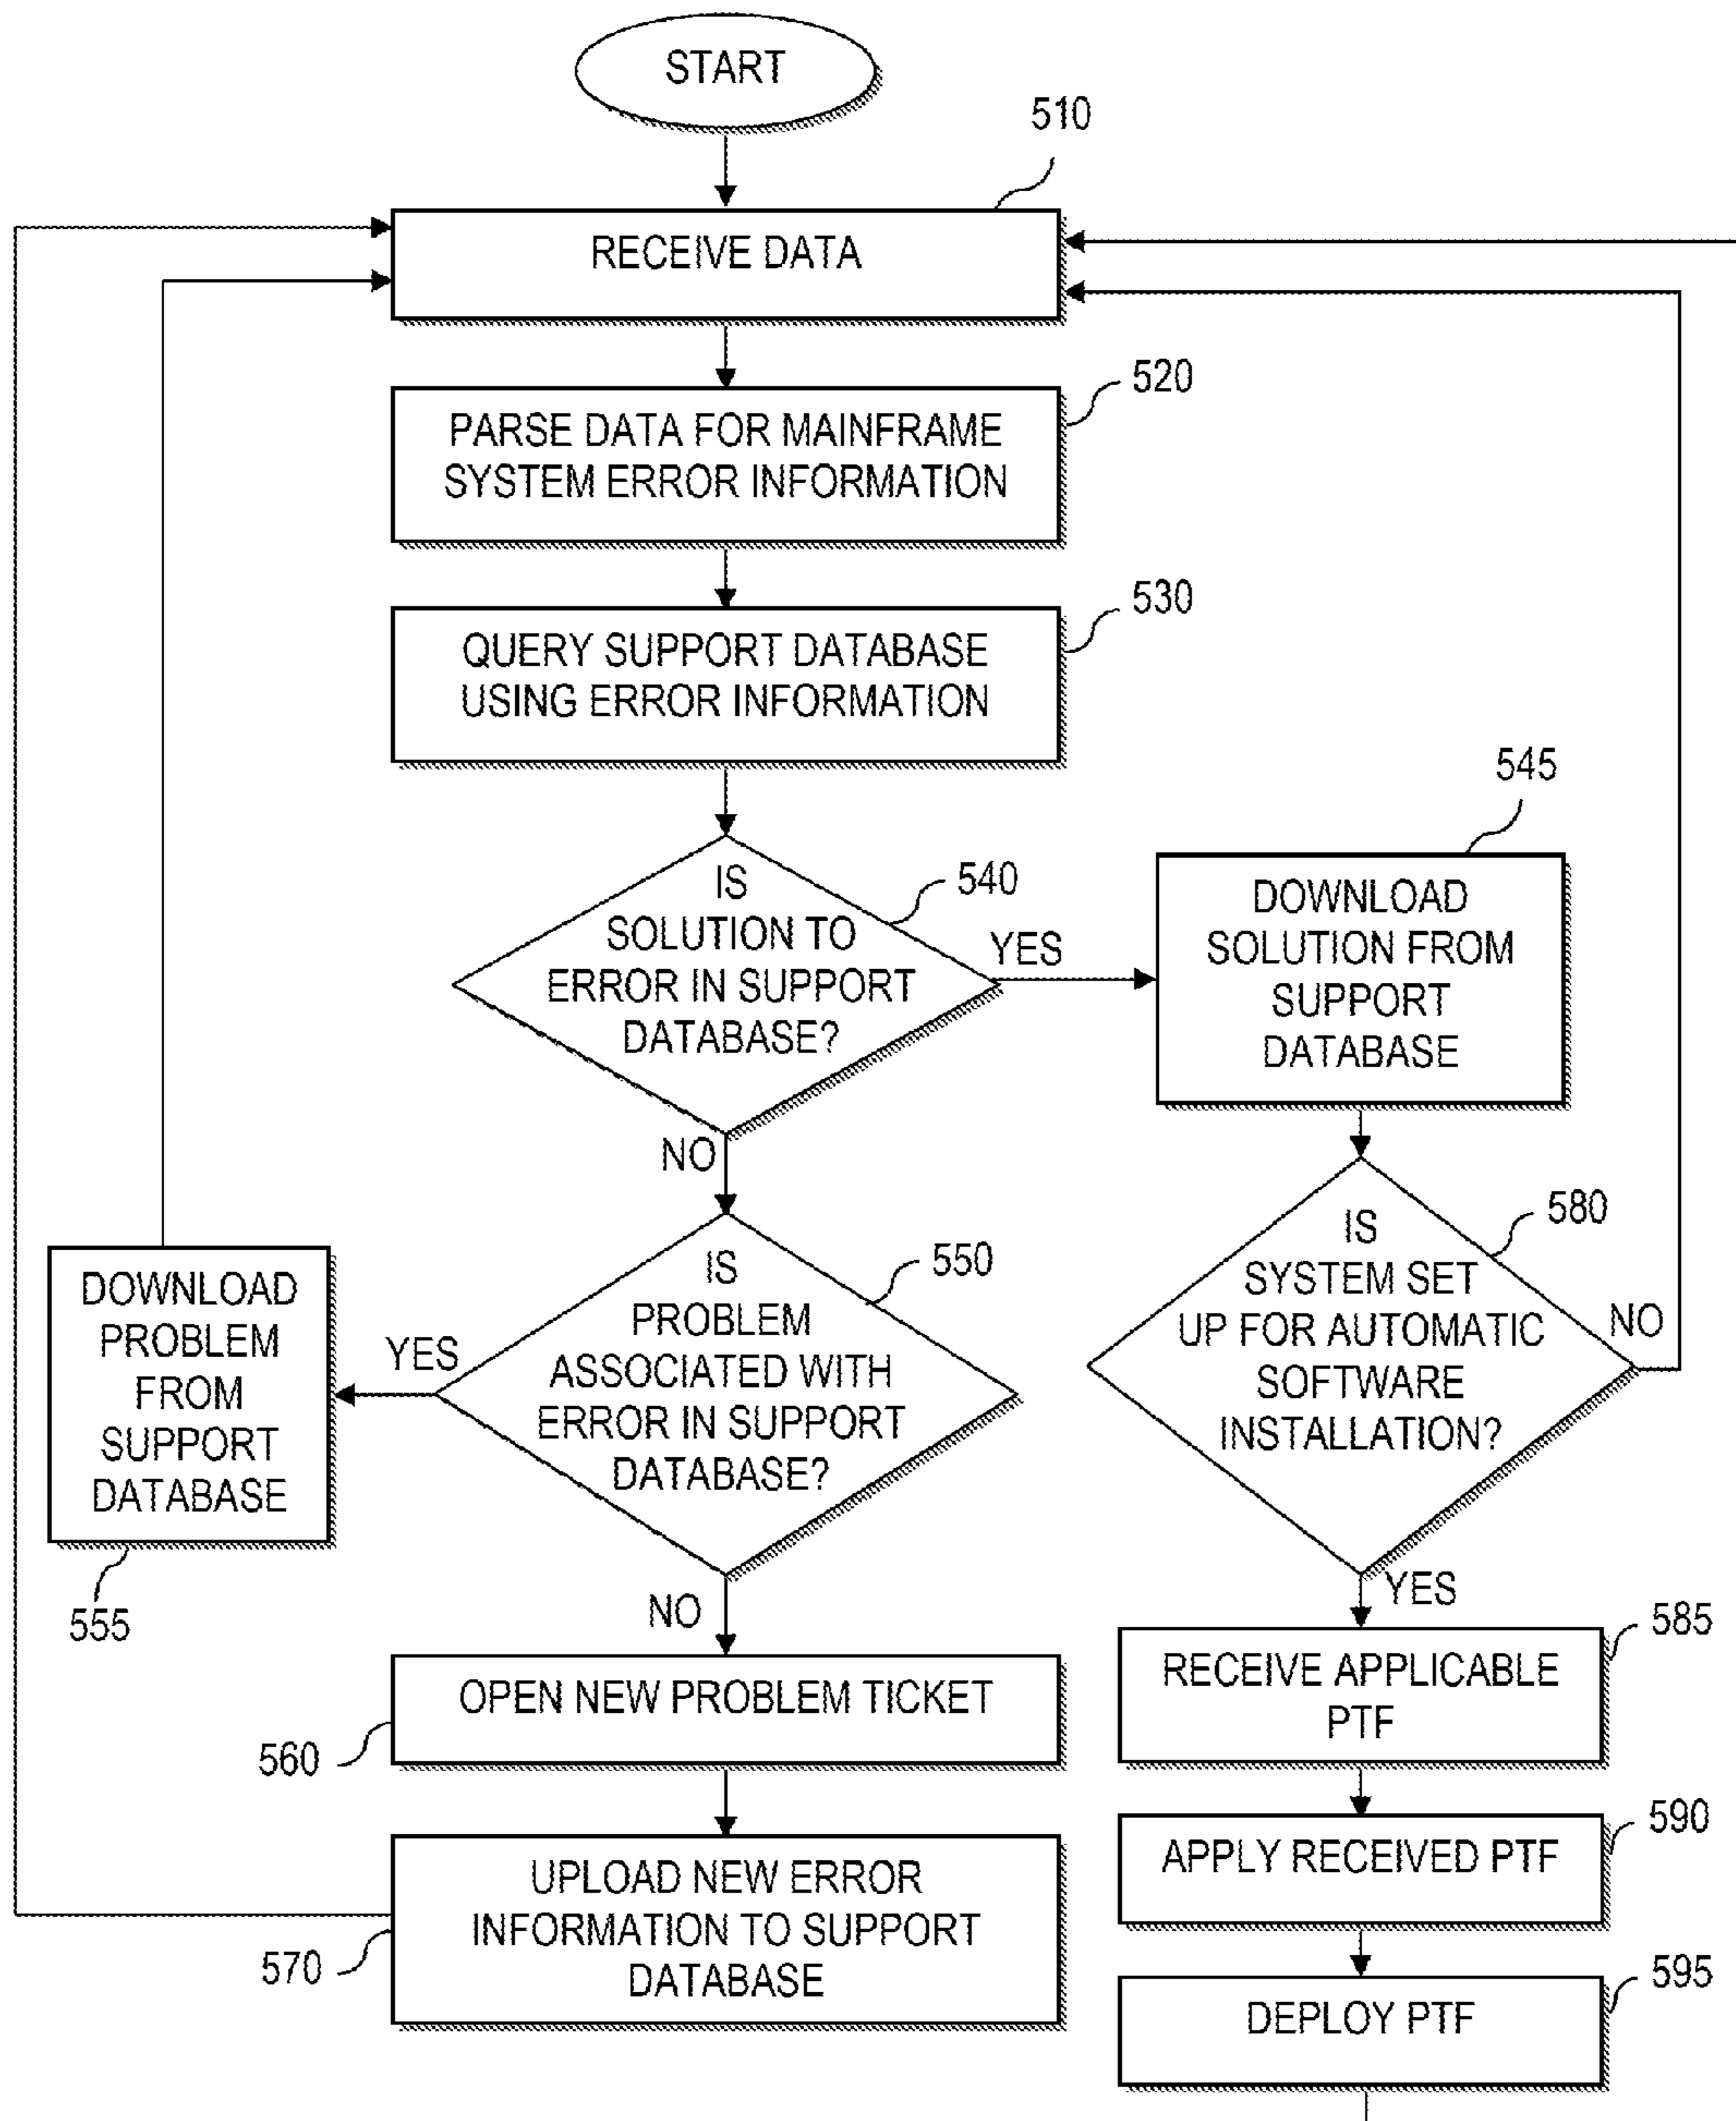 START
510
RECEIVE DATA
520
PARSE DATA FOR MAINFRAME
SYSTEM ERROR INFORMATION
530
QUERY SUPPORT DATABASE
USING ERROR INFORMATION
540
IS
SOLUTION TO
ERROR IN SUPPORT
DATABASE?
YES
545
DOWNLOAD
SOLUTION FROM
SUPPORT
DATABASE
NO
550
IS
PROBLEM
ASSOCIATED WITH
ERROR IN SUPPORT
DATABASE?
YES
DOWNLOAD
PROBLEM
FROM
SUPPORT
DATABASE
555
580
IS
SYSTEM SET
UP FOR AUTOMATIC
SOFTWARE
INSTALLATION?
NO
NO
OPEN NEW PROBLEM TICKET
560
UPLOAD NEW ERROR
INFORMATION TO SUPPORT
DATABASE
570
YES
585
RECEIVE APPLICABLE
PTF
590
APPLY RECEIVED PTF
595
DEPLOY PTF